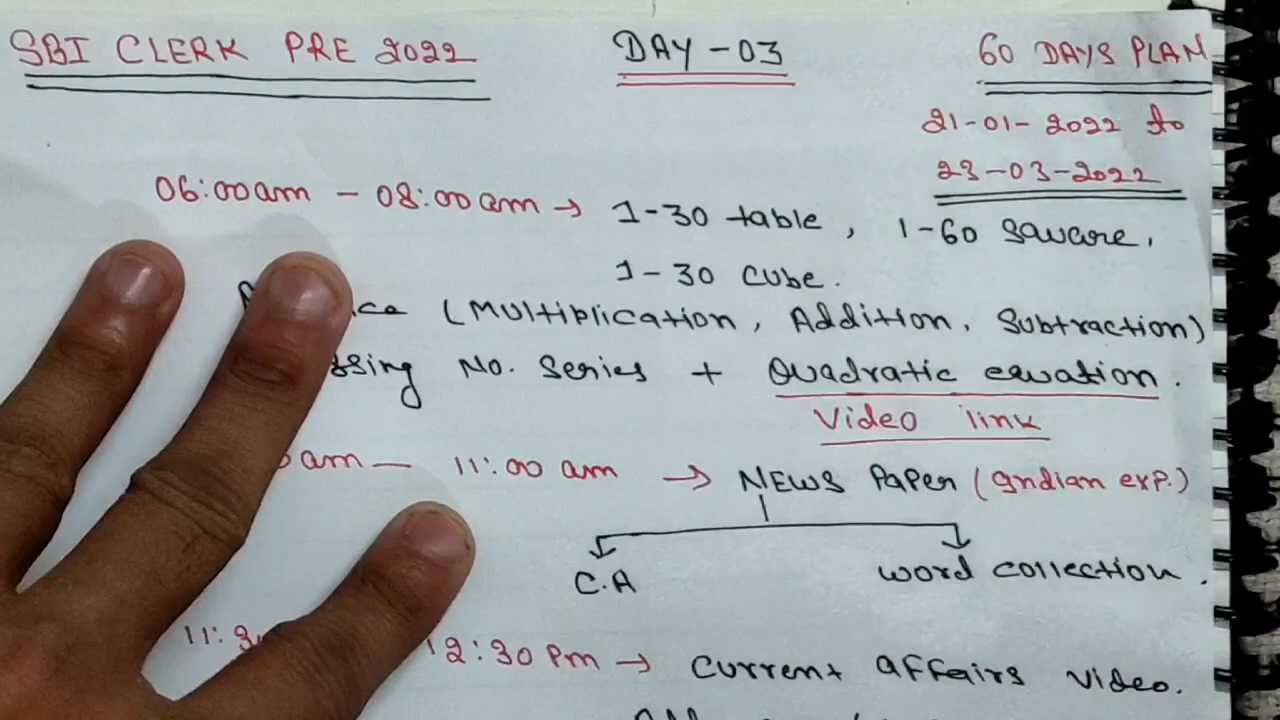 SBI CLERK PRE 2022 DAY-03 60 DAYS PLAN
21-01-2022 to
23-03-2022
06:00am - 08:00am → 1-30 table, 1-60 Square,
1-30 cube.
(Multiplication, Addition, Subtraction)
No. Series + Quadratic equation.
Video link
am - 11:00 am → NEWS PAPER (Indian exp.)
C.A word collection.
12:30 Pm → Current affairs video.